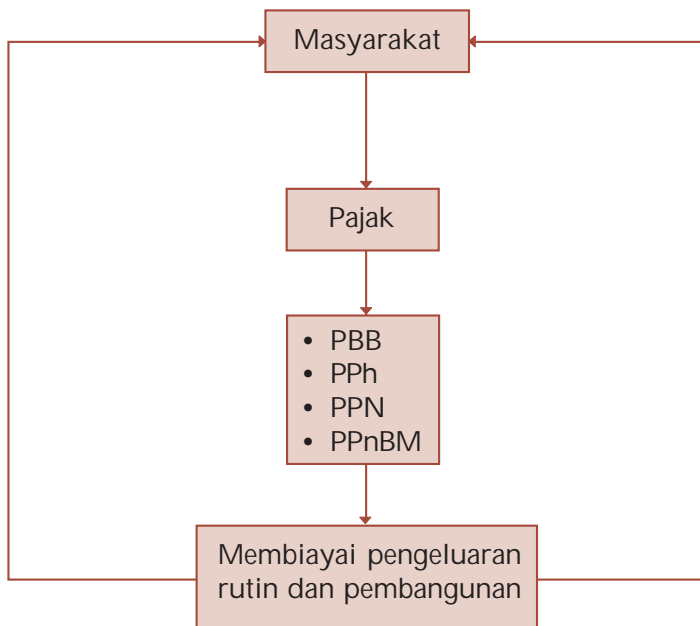 Masyarakat
Pajak
• PBB
• PPh
• PPN
• PPnBM
Membiayai pengeluaran
rutin dan pembangunan